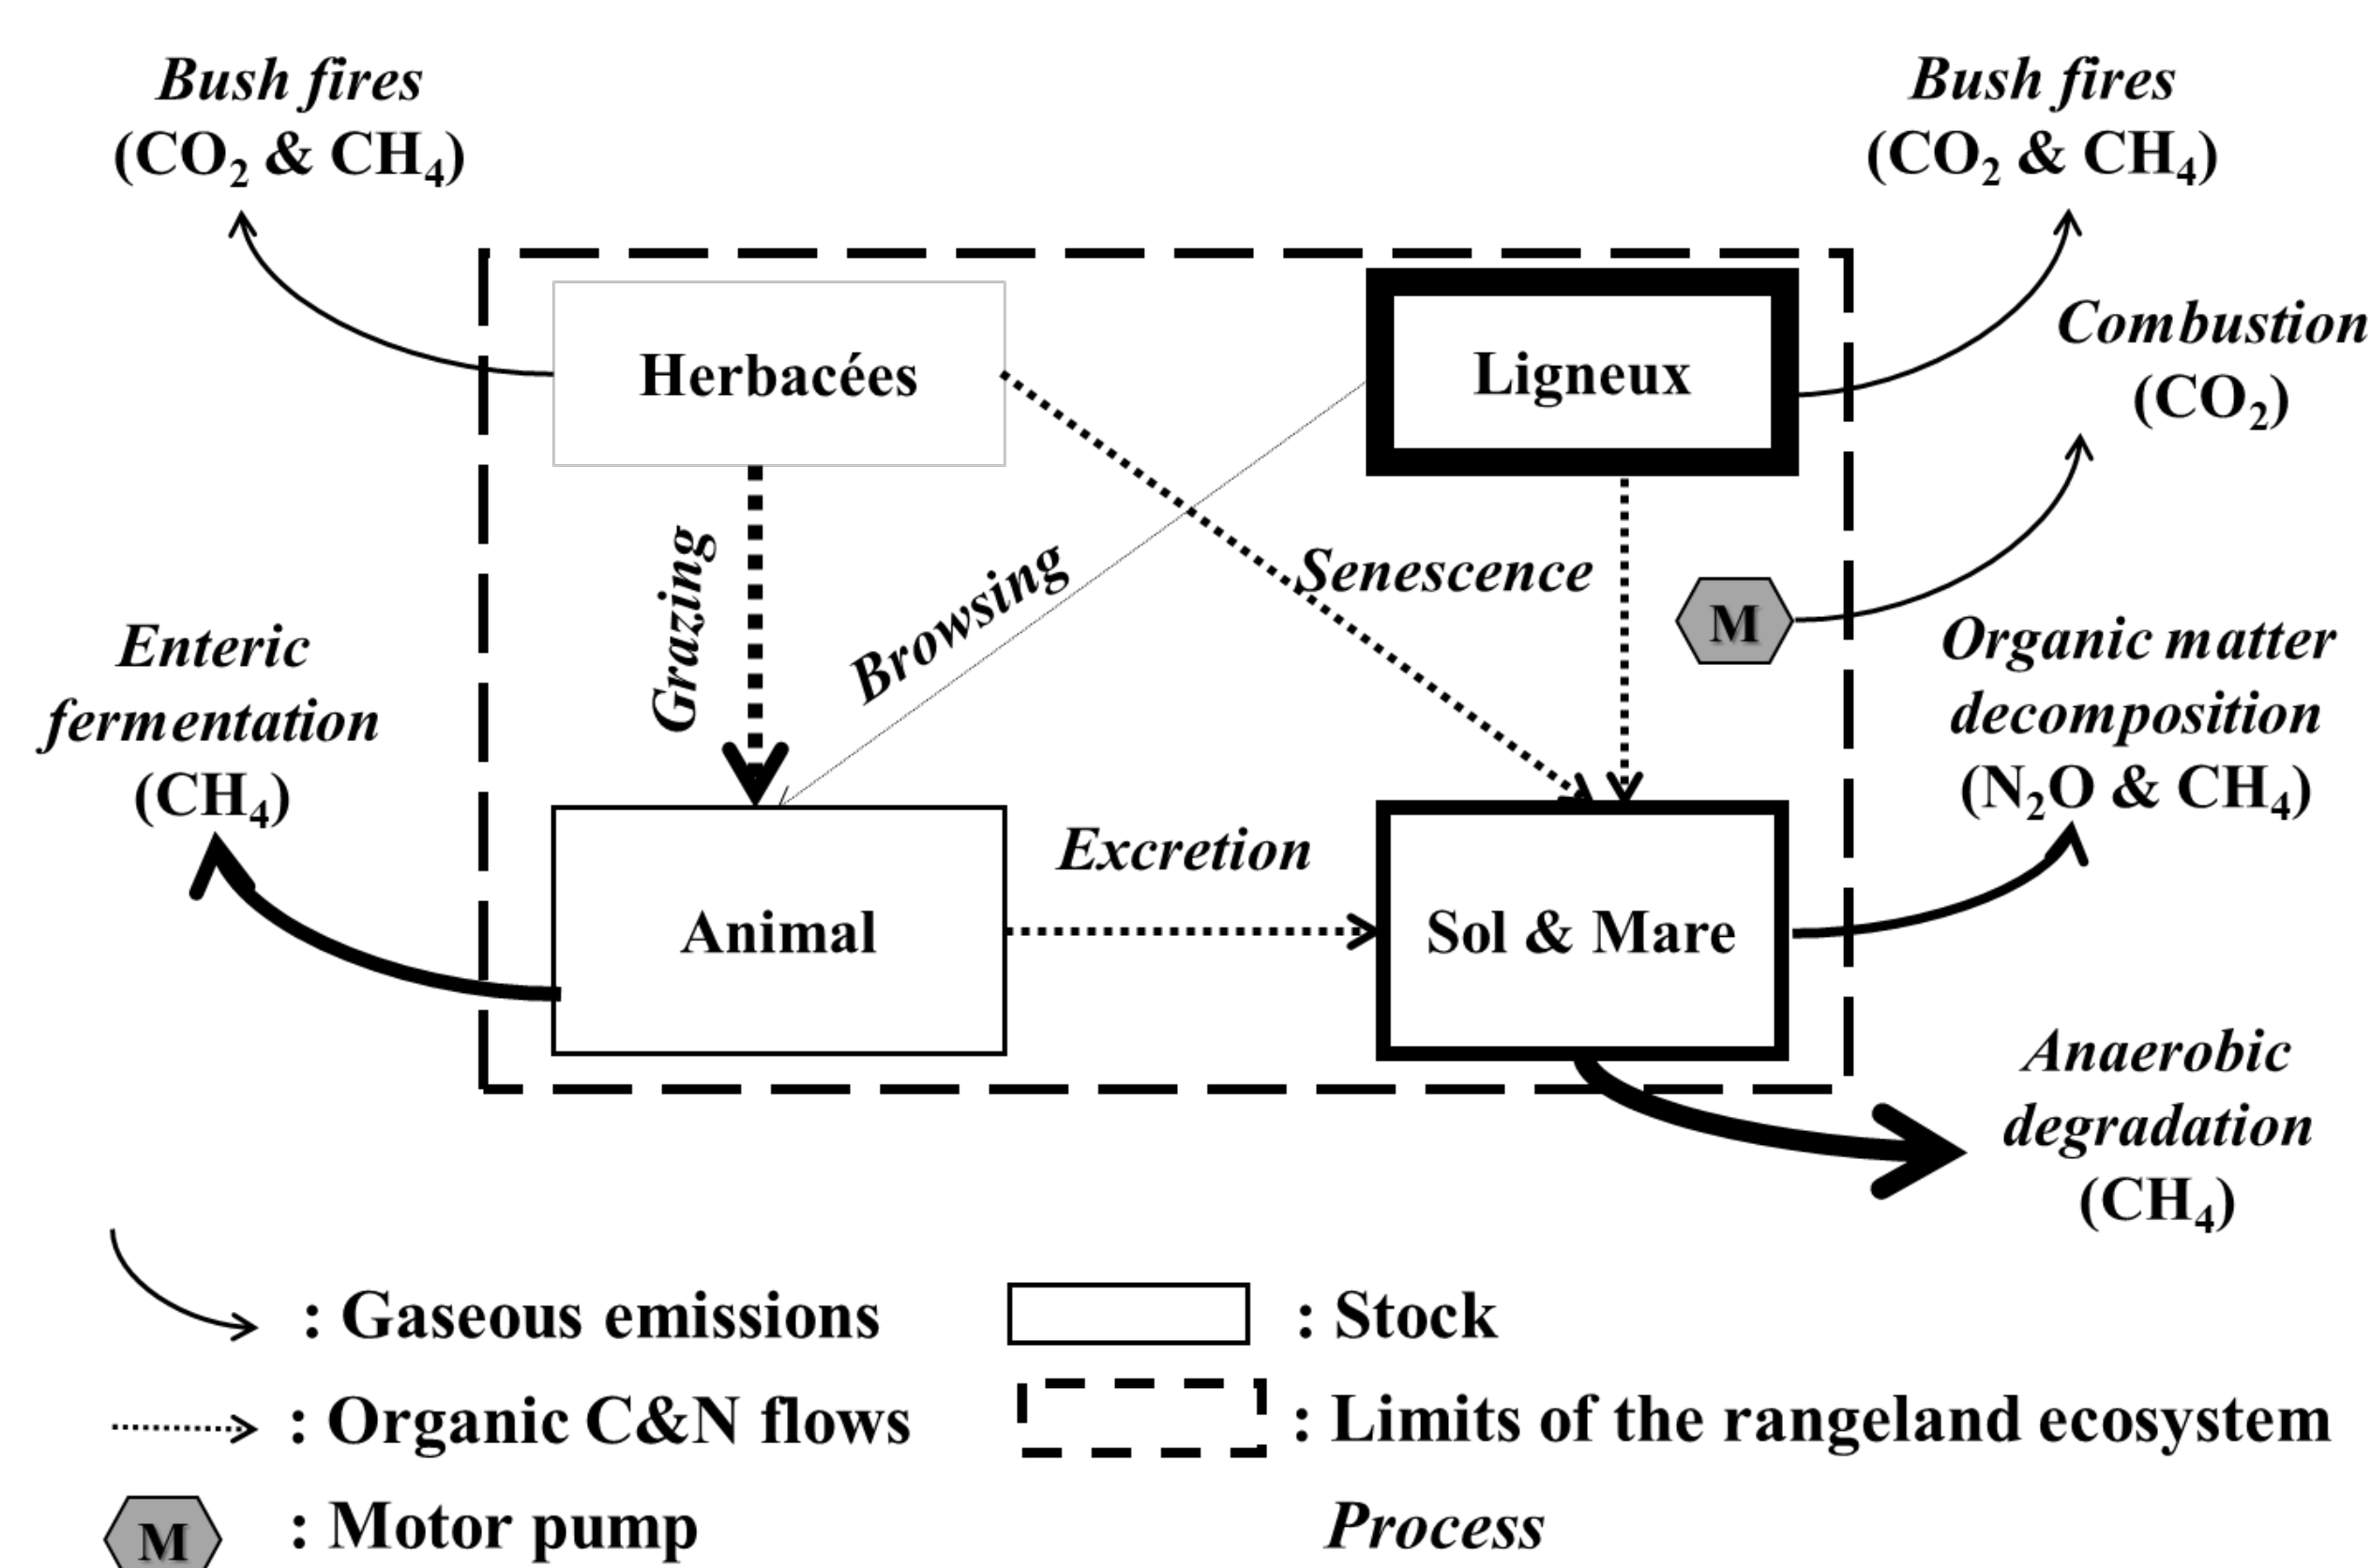 Bush fires
(CO₂ & CH₄)
Bush fires
(CO₂ & CH₄)
Combustion
(CO₂)
Herbacées
Ligneux
Grazing
Browsing
Senescence
M
Enteric
fermentation
(CH₄)
Organic matter
decomposition
(N₂O & CH₄)
Excretion
Animal
Sol & Mare
Anaerobic
degradation
(CH₄)
: Gaseous emissions
: Stock
: Organic C&N flows
: Limits of the rangeland ecosystem
M
: Motor pump
Process